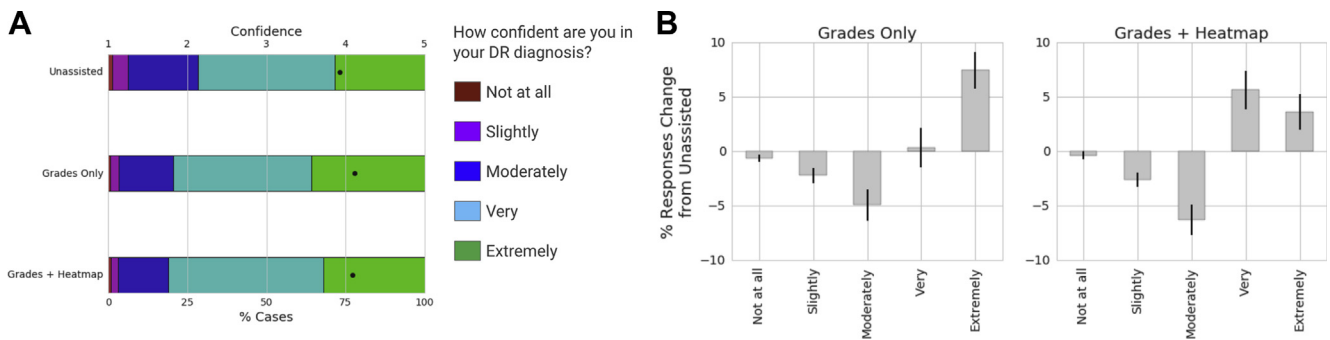 A
Confidence
1 2 3 4 5
Unassisted
Grades Only
Grades + Heatmap
0 25 50 75 100
% Cases
How confident are you in
your DR diagnosis?
Not at all
Slightly
Moderately
Very
Extremely
B
Grades Only
% Responses Change
from Unassisted
10
5
0
−5
−10
Not at all
Slightly
Moderately
Very
Extremely
Grades + Heatmap
10
5
0
−5
−10
Not at all
Slightly
Moderately
Very
Extremely